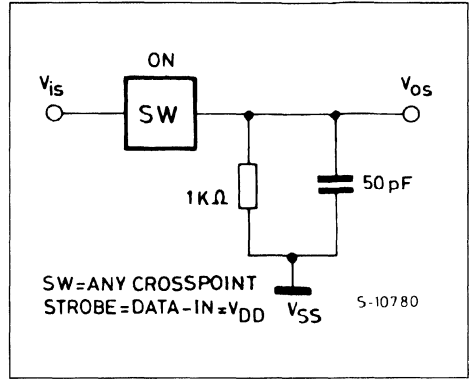 ON
Vis
SW
Vos
1KΩ
50pF
SW=ANY CROSSPOINT
STROBE=DATA-IN=VDD
VSS
S-10780